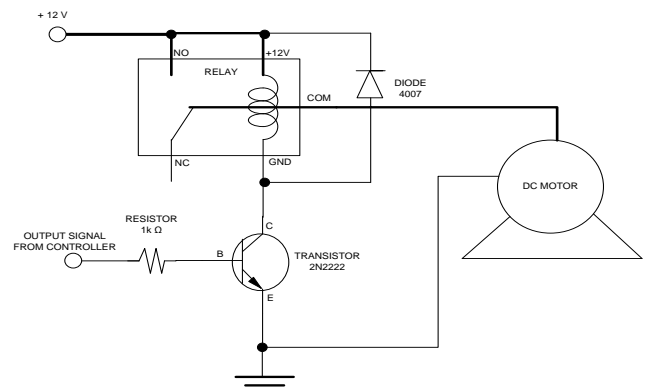 + 12 V
NO
+12V
RELAY
DIODE
4007
COM
NC
GND
DC MOTOR
RESISTOR
1k Ω
OUTPUT SIGNAL
FROM CONTROLLER
C
B
TRANSISTOR
2N2222
E